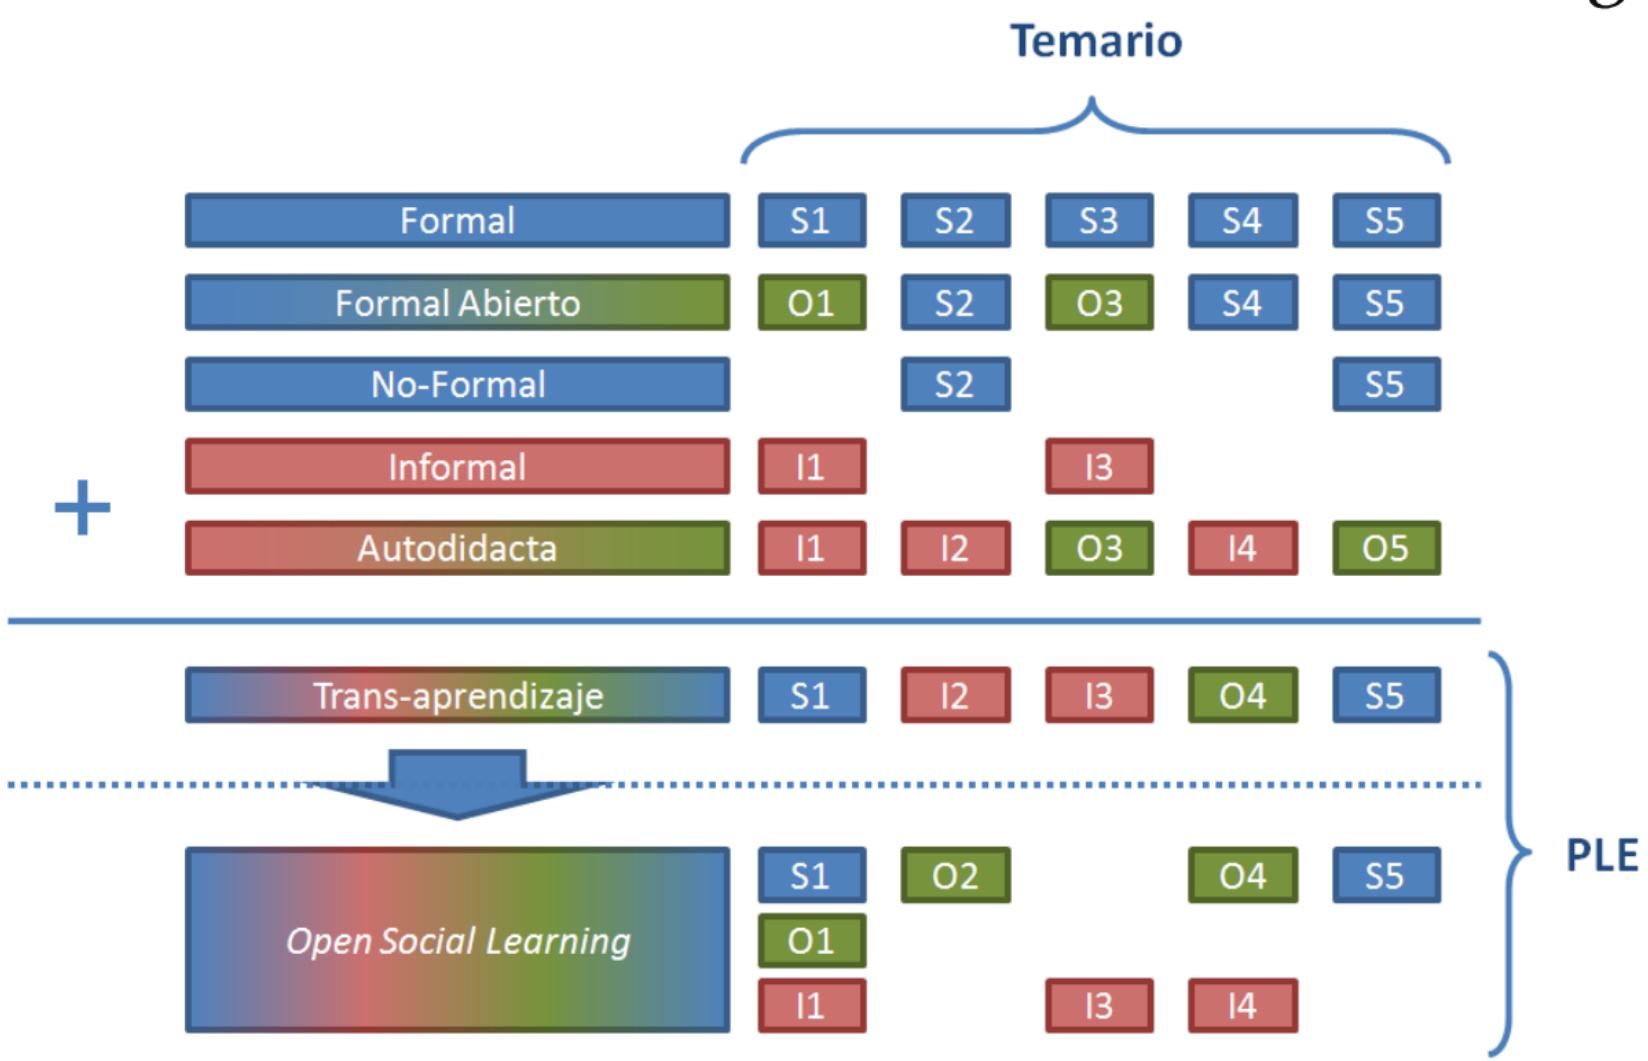 Temario
Formal S1 S2 S3 S4 S5
Formal Abierto O1 S2 O3 S4 S5
No-Formal S2 S5
Informal I1 I3
+
Autodidacta I1 I2 O3 I4 O5
Trans-aprendizaje S1 I2 I3 O4 S5
S1 O2 O4 S5
Open Social Learning O1
I1 I3 I4
PLE